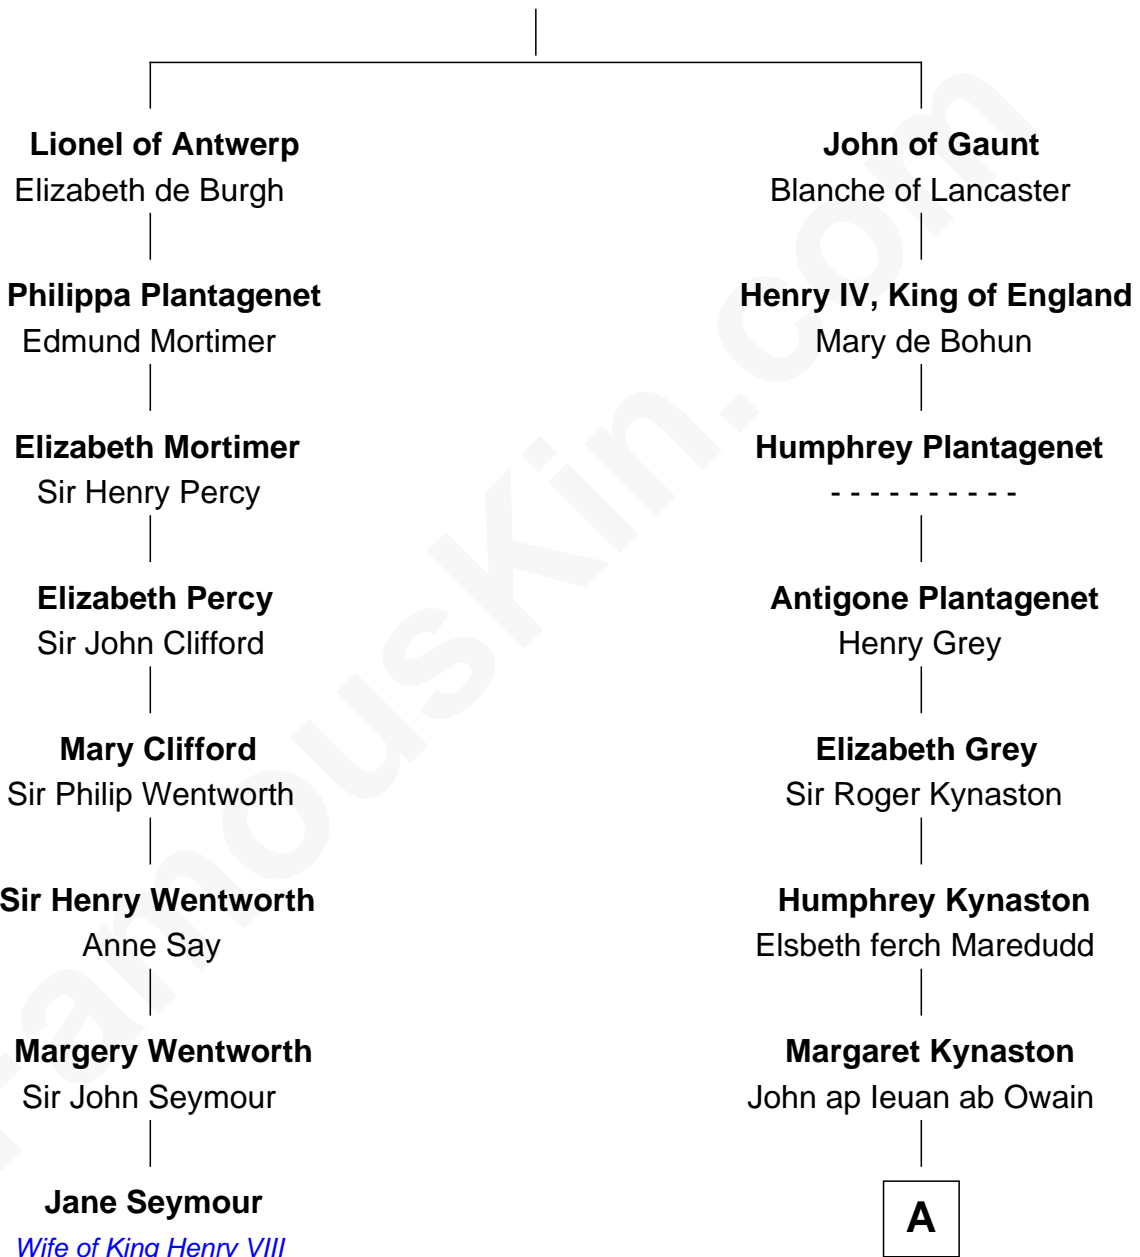 Lionel of Antwerp
Elizabeth de Burgh
Philippa Plantagenet
Edmund Mortimer
Elizabeth Mortimer
Sir Henry Percy
Elizabeth Percy
Sir John Clifford
Mary Clifford
Sir Philip Wentworth
Sir Henry Wentworth
Anne Say
Margery Wentworth
Sir John Seymour
Jane Seymour
Wife of King Henry VIII
John of Gaunt
Blanche of Lancaster
Henry IV, King of England
Mary de Bohun
Humphrey Plantagenet
- - - - - - - - - -
Antigone Plantagenet
Henry Grey
Elizabeth Grey
Sir Roger Kynaston
Humphrey Kynaston
Elsbeth ferch Maredudd
Margaret Kynaston
John ap Ieuan ab Owain
A
FamousKin.com